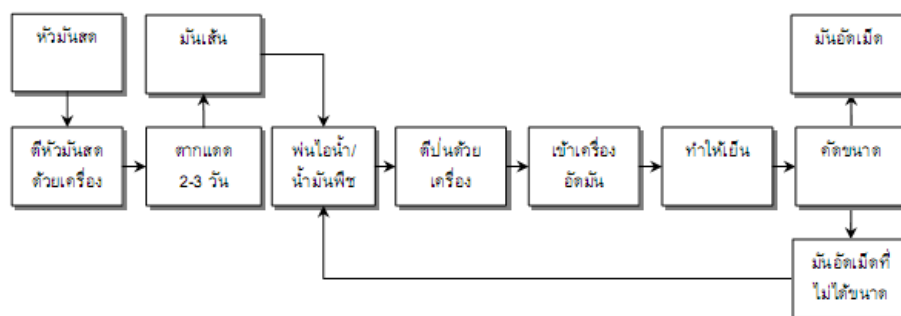 หัวมันสด
มันเส้น
มันอัดเม็ด
ตีหัวมันสด
ด้วยเครื่อง
ตากแดด
2-3 วัน
พ่นไอน้ำ/
น้ำมันพืช
ตีป่นด้วย
เครื่อง
เข้าเครื่อง
อัดมัน
ทำให้เย็น
คัดขนาด
มันอัดเม็ดที่
ไม่ได้ขนาด